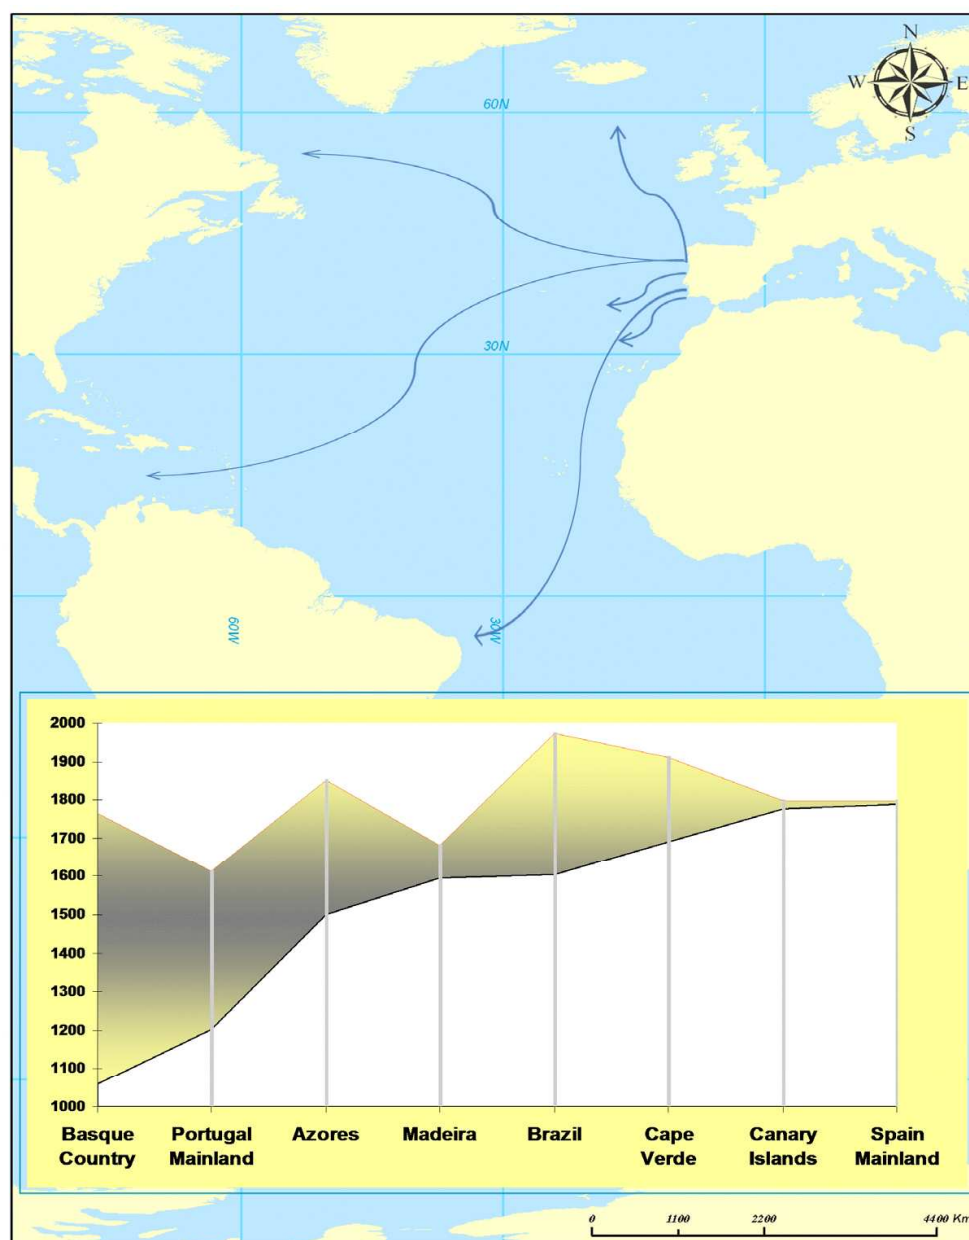 N
W E
S
60N
30N
60W
30W
2000
1900
1800
1700
1600
1500
1400
1300
1200
1100
1000
Basque Portugal Azores Madeira Brazil Cape Canary Spain
Country Mainland Verde Islands Mainland
0 1100 2200 4400 Km